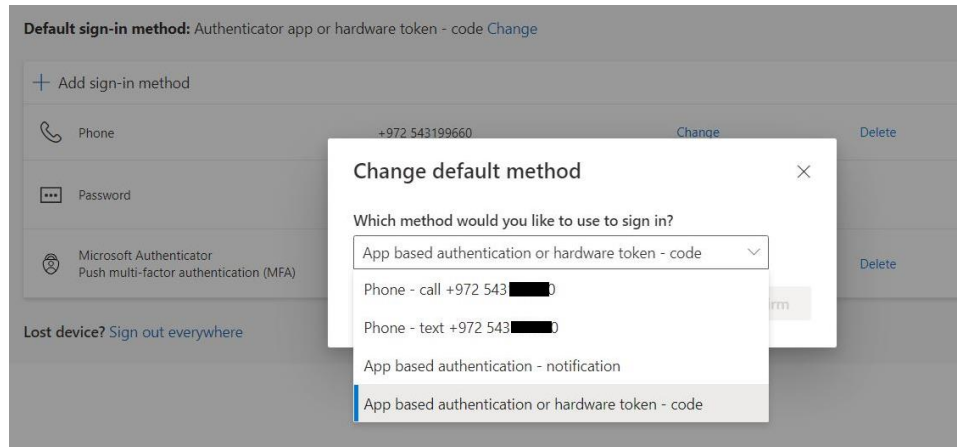 Default sign-in method: Authenticator app or hardware token - code Change
+ Add sign-in method
Phone +972 543199660 Change Delete
Password
Microsoft Authenticator
Push multi-factor authentication (MFA) Delete
Lost device? Sign out everywhere
Change default method
Which method would you like to use to sign in?
App based authentication or hardware token - code
Phone - call +972 543 0
Phone - text +972 543 0
App based authentication - notification
App based authentication or hardware token - code